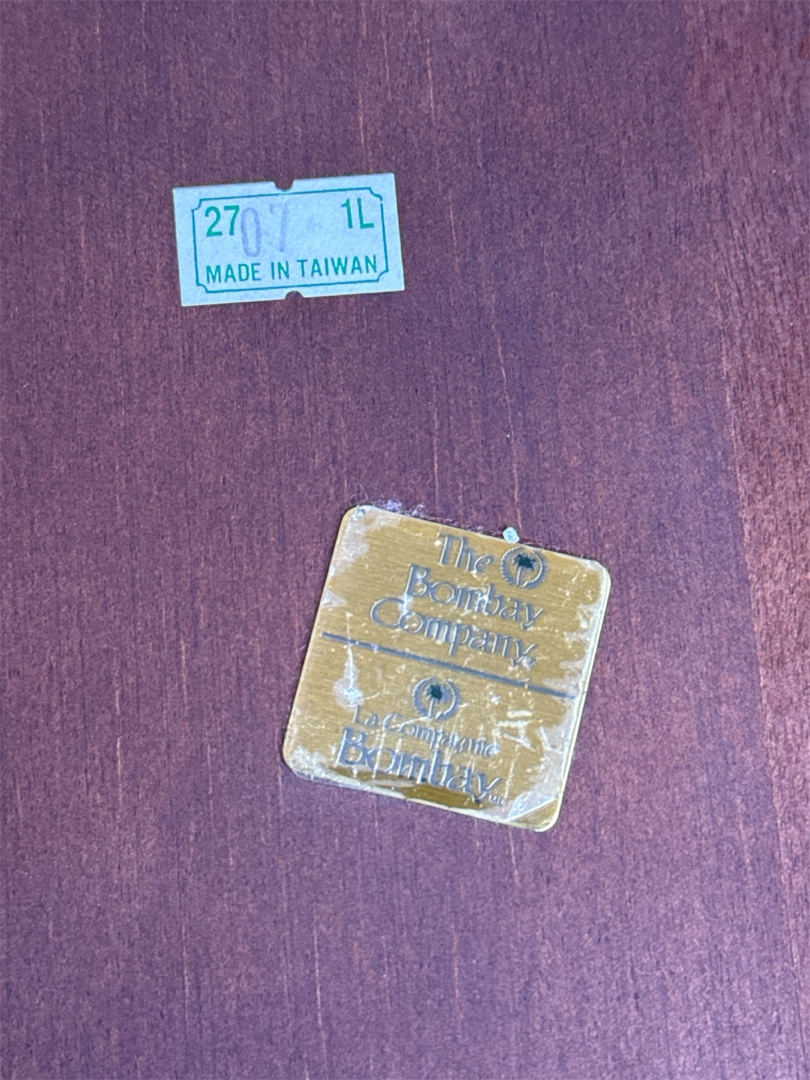 27 07 1L
MADE IN TAIWAN
The
Bombay
Company
La Compagnie
Bombay